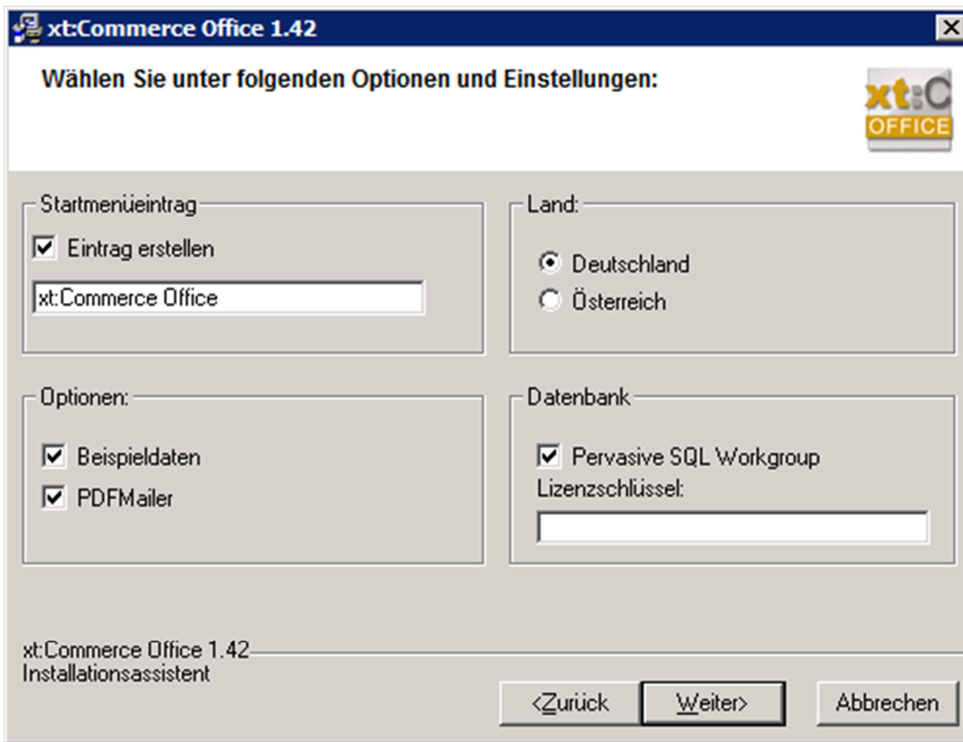 xt:Commerce Office 1.42
Wählen Sie unter folgenden Optionen und Einstellungen:
xt:C
OFFICE
Startmenüeintrag
Eintrag erstellen
xt:Commerce Office
Land:
Deutschland
Österreich
Optionen:
Beispieldaten
PDFMailer
Datenbank
Pervasive SQL Workgroup
Lizenzschlüssel:
xt:Commerce Office 1.42
Installationsassistent
<Zurück
Weiter>
Abbrechen